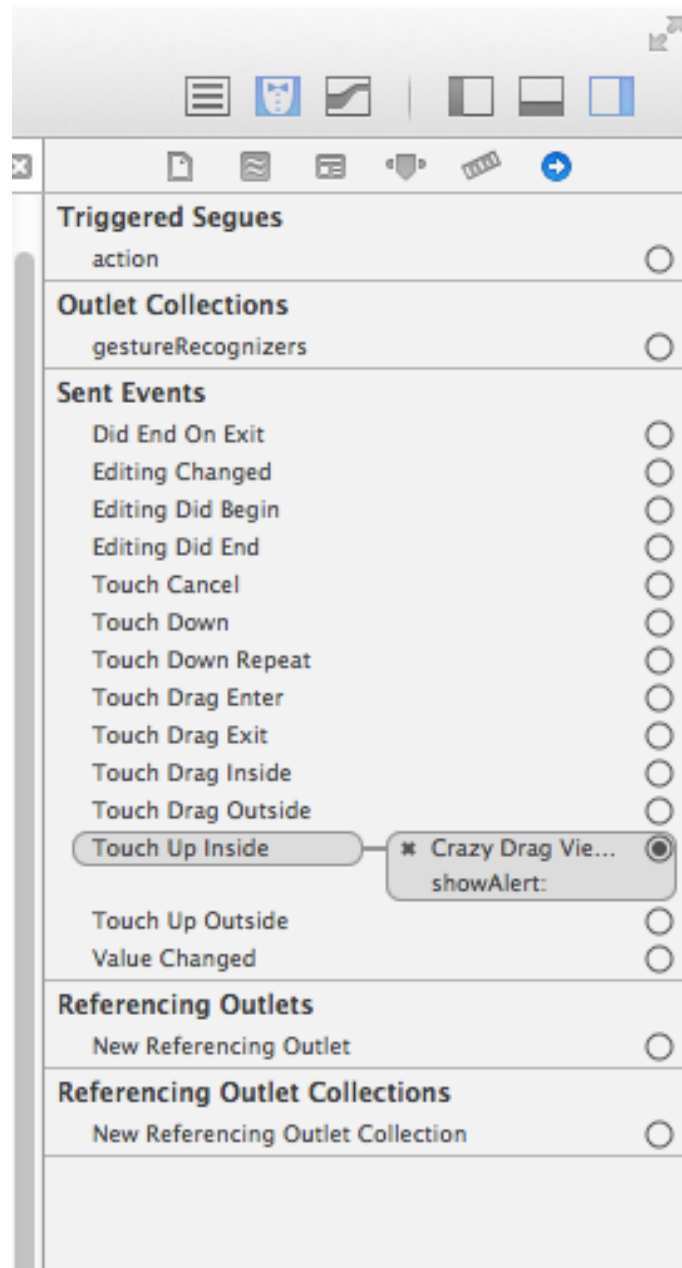 Triggered Segues
action
Outlet Collections
gestureRecognizers
Sent Events
Did End On Exit
Editing Changed
Editing Did Begin
Editing Did End
Touch Cancel
Touch Down
Touch Down Repeat
Touch Drag Enter
Touch Drag Exit
Touch Drag Inside
Touch Drag Outside
Touch Up Inside Crazy Drag Vie...
showAlert:
Touch Up Outside
Value Changed
Referencing Outlets
New Referencing Outlet
Referencing Outlet Collections
New Referencing Outlet Collection